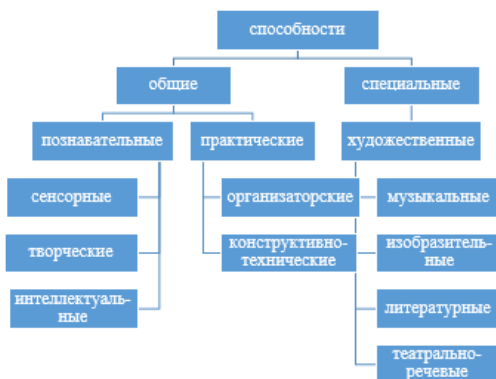 способности
общие
специальные
познавательные
практические
художественные
сенсорные
организаторские
музыкальные
творческие
конструктивно-
технические
изобразитель-
ные
интеллектуаль-
ные
литературные
театрально-
речевые